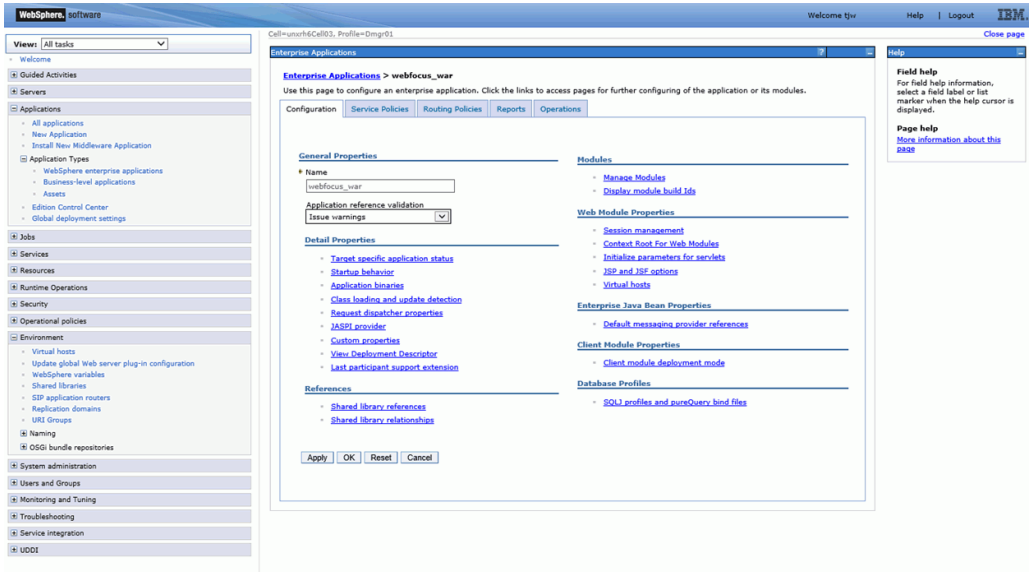 WebSphere. software
Welcome tjw
Help | Logout
IBM.
Cell=unxrh6Cell03, Profile=Dmgr01
Close page
View: All tasks
Welcome
Guided Activities
Servers
Applications
All applications
New Application
Install New Middleware Application
Application Types
WebSphere enterprise applications
Business-level applications
Assets
Edition Control Center
Global deployment settings
Jobs
Services
Resources
Runtime Operations
Security
Operational policies
Environment
Virtual hosts
Update global Web server plug-in configuration
WebSphere variables
Shared libraries
SIP application routers
Replication domains
URI Groups
Naming
OSGi bundle repositories
System administration
Users and Groups
Monitoring and Tuning
Troubleshooting
Service integration
UDDI
Enterprise Applications
?
Enterprise Applications > webfocus_war
Use this page to configure an enterprise application. Click the links to access pages for further configuring of the application or its modules.
Configuration
Service Policies
Routing Policies
Reports
Operations
General Properties
Name
webfocus_war
Application reference validation
Issue warnings
Detail Properties
Target specific application status
Startup behavior
Application binaries
Class loading and update detection
Request dispatcher properties
JASPI provider
Custom properties
View Deployment Descriptor
Last participant support extension
References
Shared library references
Shared library relationships
Modules
Manage Modules
Display module build Ids
Web Module Properties
Session management
Context Root For Web Modules
Initialize parameters for servlets
JSP and JSF options
Virtual hosts
Enterprise Java Bean Properties
Default messaging provider references
Client Module Properties
Client module deployment mode
Database Profiles
SQLJ profiles and pureQuery bind files
Apply
OK
Reset
Cancel
Help
Field help
For field help information,
select a field label or list
marker when the help cursor is
displayed.
Page help
More information about this
page